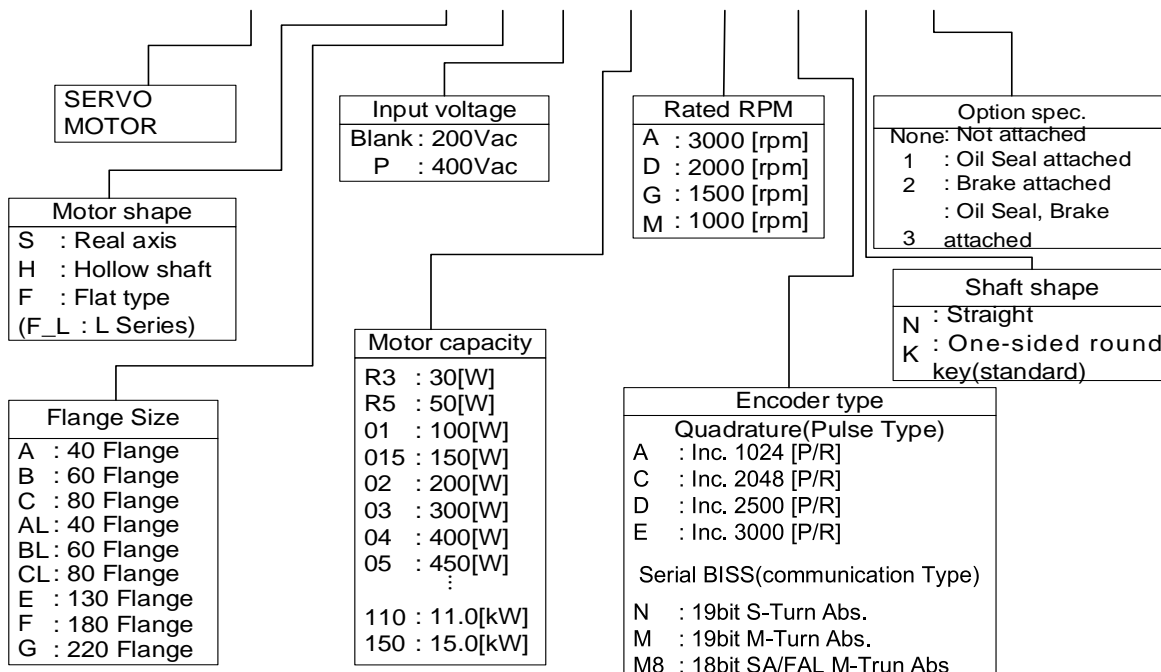 SERVO
MOTOR
Input voltage
Blank : 200Vac
P : 400Vac
Rated RPM
A : 3000 [rpm]
D : 2000 [rpm]
G : 1500 [rpm]
M : 1000 [rpm]
Option spec.
None: Not attached
1 : Oil Seal attached
2 : Brake attached
: Oil Seal, Brake
3 attached
Motor shape
S : Real axis
H : Hollow shaft
F : Flat type
(F_L : L Series)
Shaft shape
N : Straight
K : One-sided round
key(standard)
Motor capacity
R3 : 30[W]
R5 : 50[W]
01 : 100[W]
015 : 150[W]
02 : 200[W]
03 : 300[W]
04 : 400[W]
05 : 450[W]
⋮
110 : 11.0[kW]
150 : 15.0[kW]
Flange Size
A : 40 Flange
B : 60 Flange
C : 80 Flange
AL : 40 Flange
BL : 60 Flange
CL : 80 Flange
E : 130 Flange
F : 180 Flange
G : 220 Flange
Encoder type
Quadrature(Pulse Type)
A : Inc. 1024 [P/R]
C : Inc. 2048 [P/R]
D : Inc. 2500 [P/R]
E : Inc. 3000 [P/R]
Serial BISS(communication Type)
N : 19bit S-Turn Abs.
M : 19bit M-Turn Abs.
M8 : 18bit SA/FAL M-Trun Abs